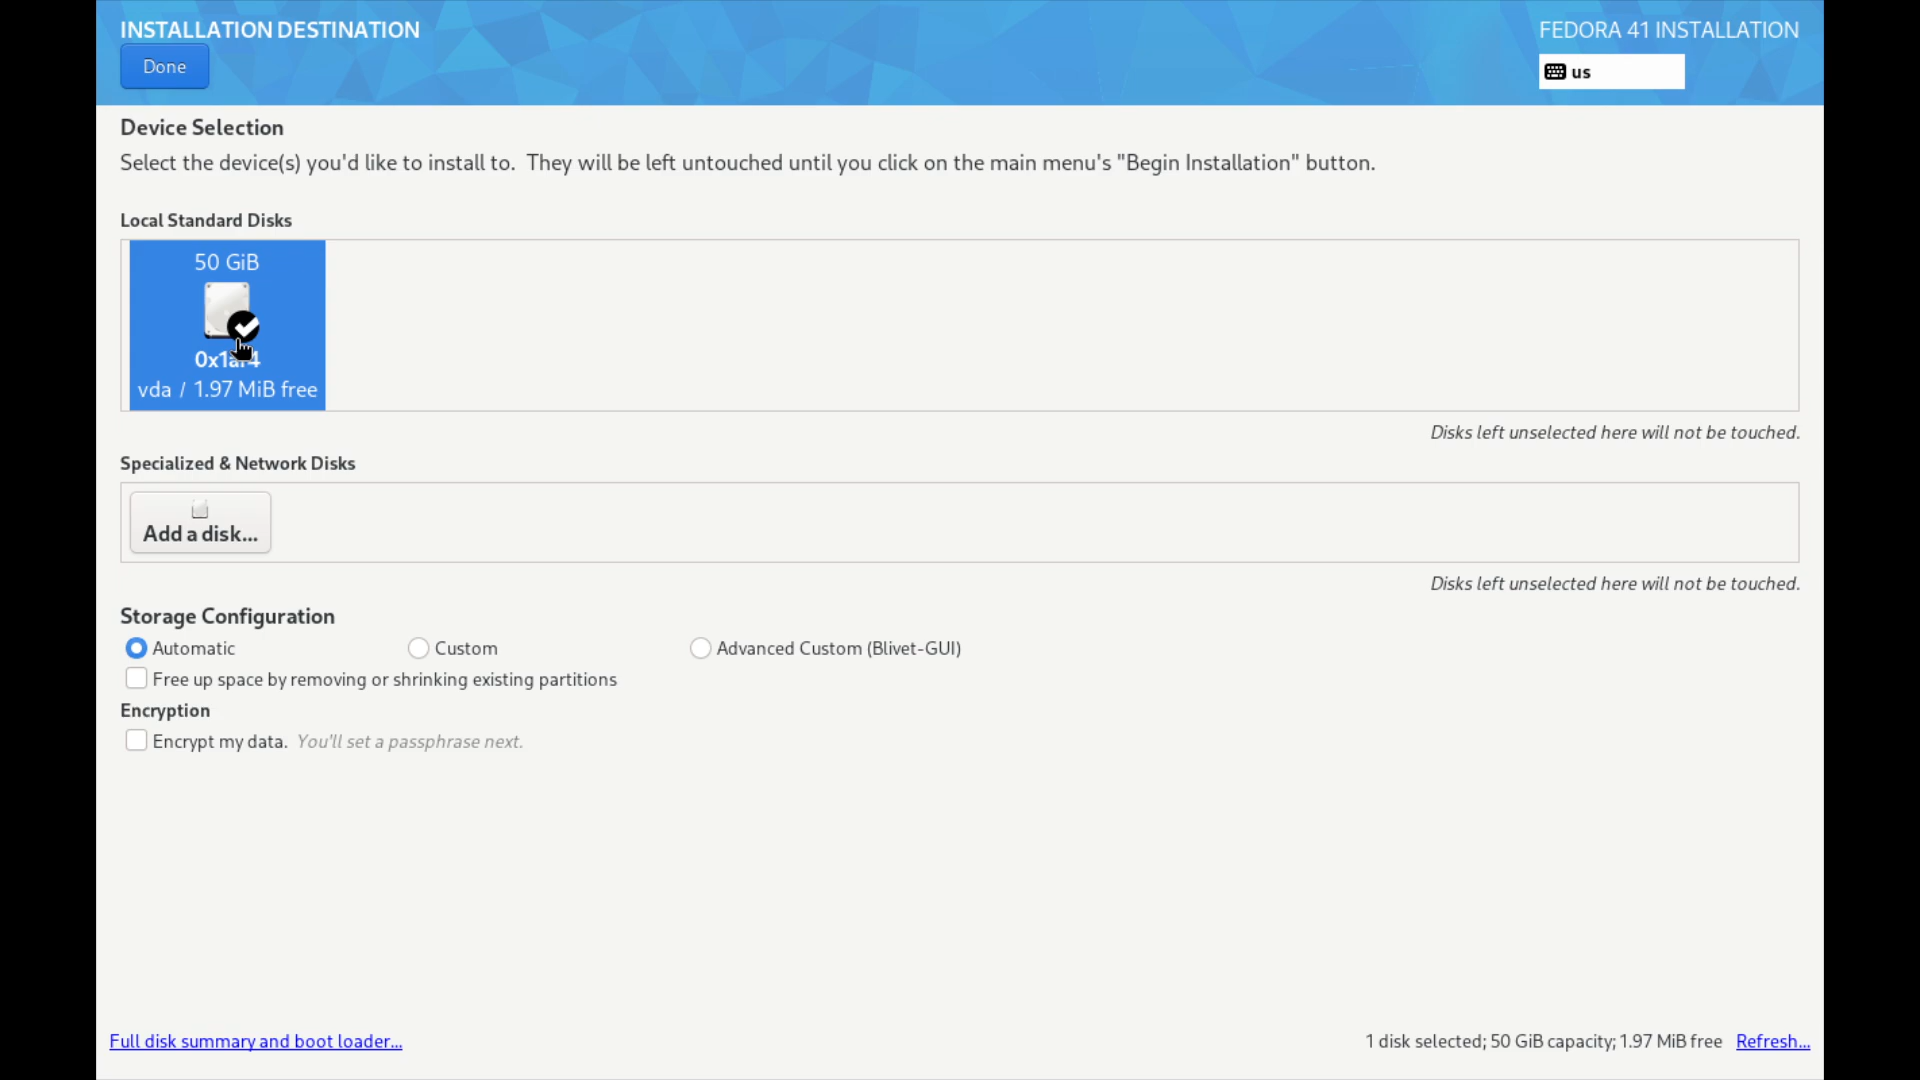 INSTALLATION DESTINATION
FEDORA 41 INSTALLATION
Done
us
Device Selection
Select the device(s) you'd like to install to.  They will be left untouched until you click on the main menu's "Begin Installation" button.
Local Standard Disks
50 GiB
0x1af4
vda / 1.97 MiB free
Disks left unselected here will not be touched.
Specialized & Network Disks
Add a disk...
Disks left unselected here will not be touched.
Storage Configuration
Automatic
Custom
Advanced Custom (Blivet-GUI)
Free up space by removing or shrinking existing partitions
Encryption
Encrypt my data. You'll set a passphrase next.
Full disk summary and boot loader...
1 disk selected; 50 GiB capacity; 1.97 MiB free Refresh...